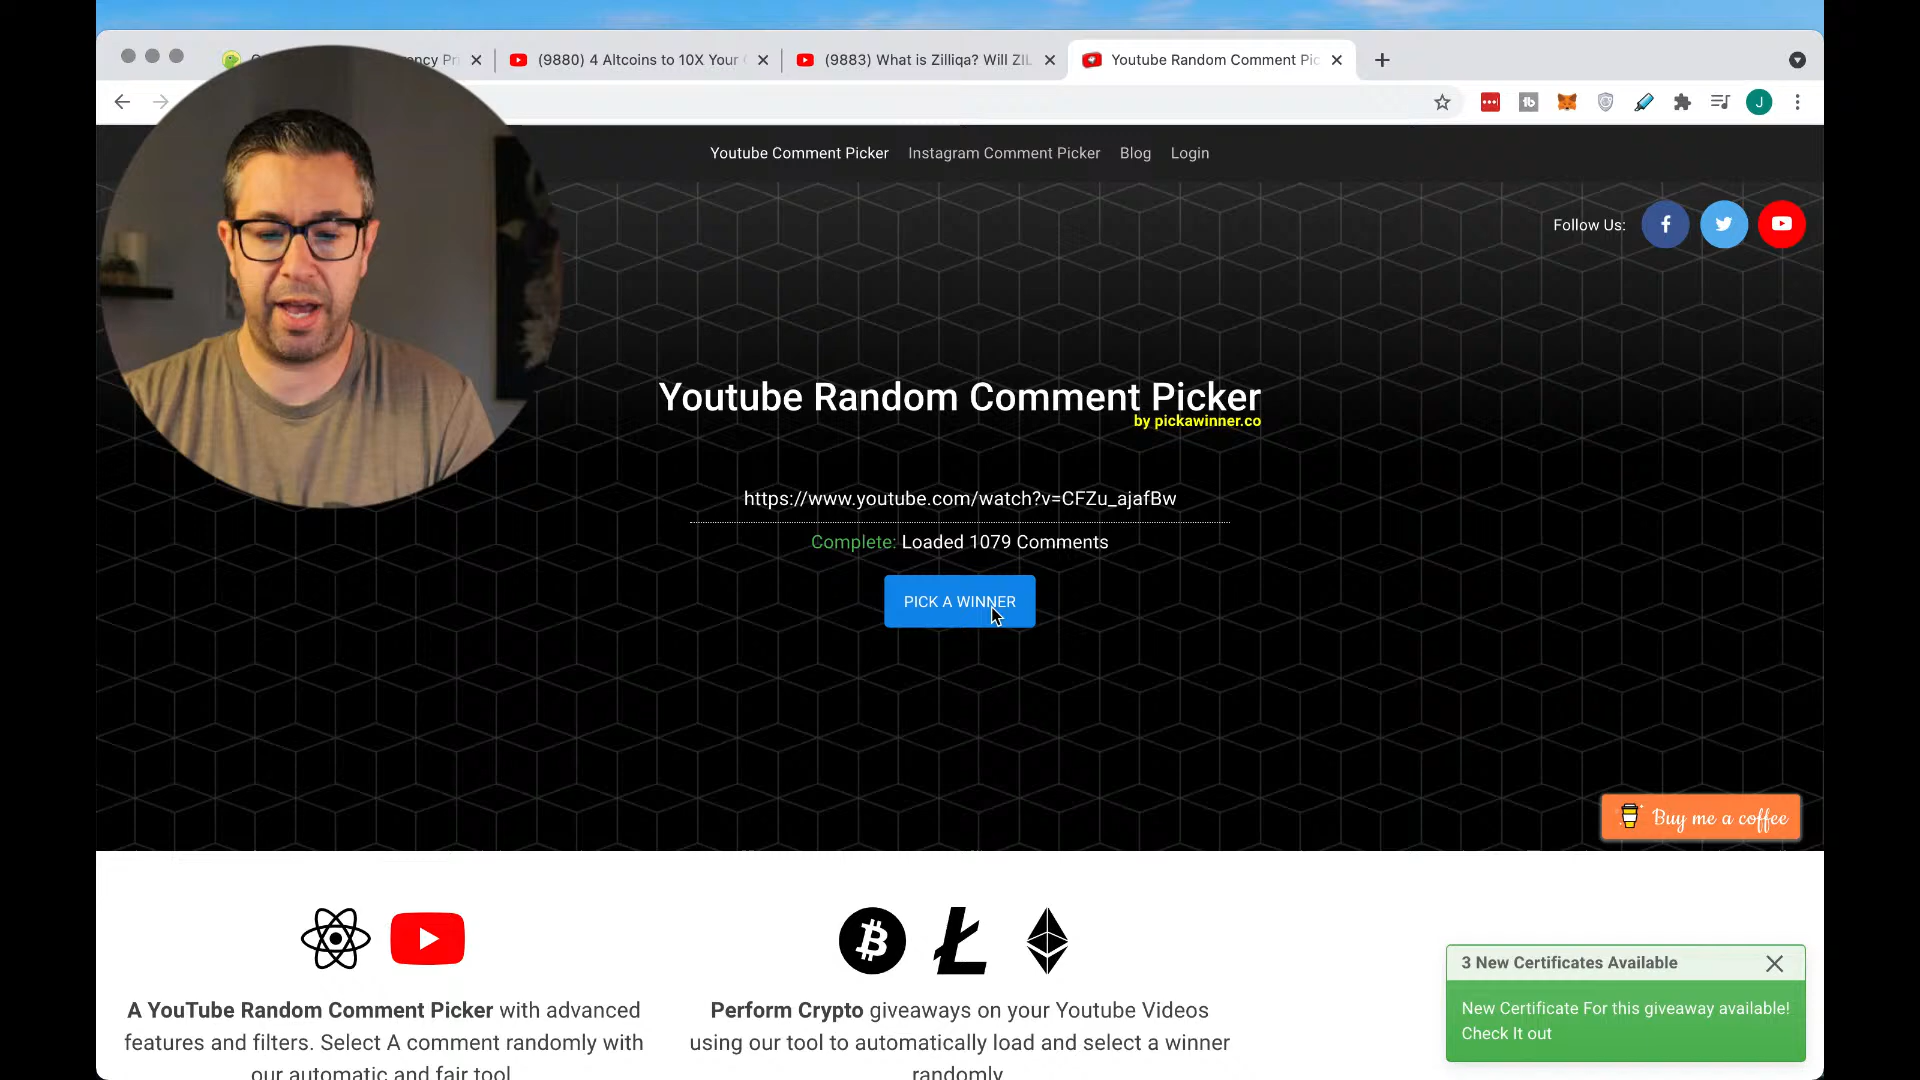 ncy Pri
(9880) 4 Altcoins to 10X Your
(9883) What is Zilliqa? Will ZIL
Youtube Random Comment Pic
J
Youtube Comment Picker
Instagram Comment Picker
Blog
Login
Follow Us:
Youtube Random Comment Picker
by pickawinner.co
https://www.youtube.com/watch?v=CFZu_ajafBw
Complete: Loaded 1079 Comments
PICK A WINNER
Buy me a coffee
A YouTube Random Comment Picker with advanced
features and filters. Select A comment randomly with
our automatic and fair tool
Perform Crypto giveaways on your Youtube Videos
using our tool to automatically load and select a winner
randomly
3 New Certificates Available
New Certificate For this giveaway available!
Check It out